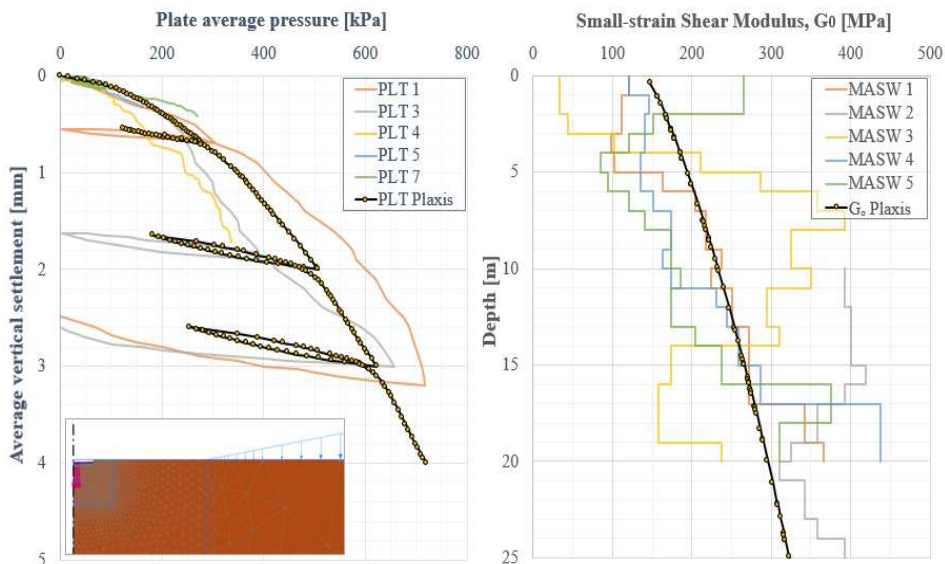 Plate average pressure [kPa]
0 200 400 600 800
Average vertical settlement [mm]
0
1
2
3
4
5
PLT 1
PLT 3
PLT 4
PLT 5
PLT 7
PLT Plaxis
Small-strain Shear Modulus, G0 [MPa]
0 100 200 300 400 500
Depth [m]
0
5
10
15
20
25
MASW 1
MASW 2
MASW 3
MASW 4
MASW 5
Gₒ Plaxis